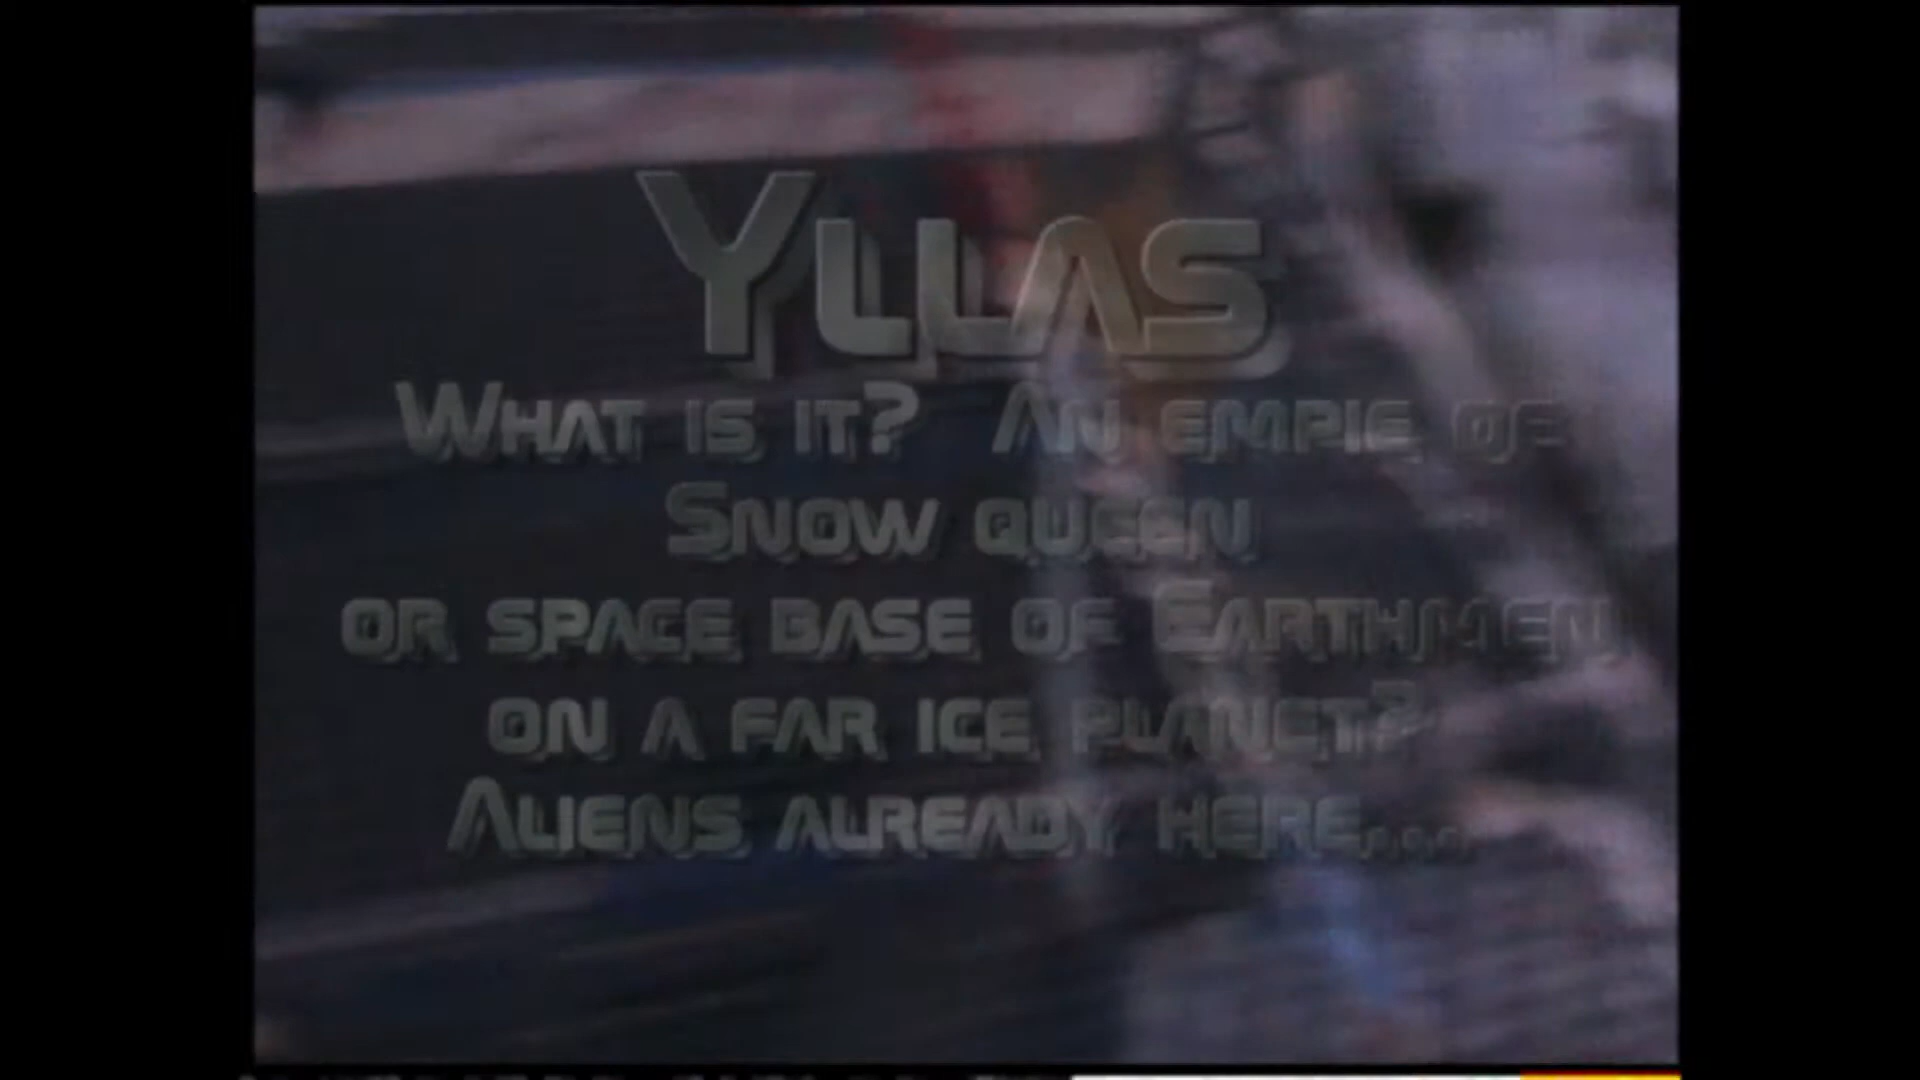 Yllas
What is it? An empie of
Snow queen
or space base of Earthmen
on a far ice planet?
Aliens already here...